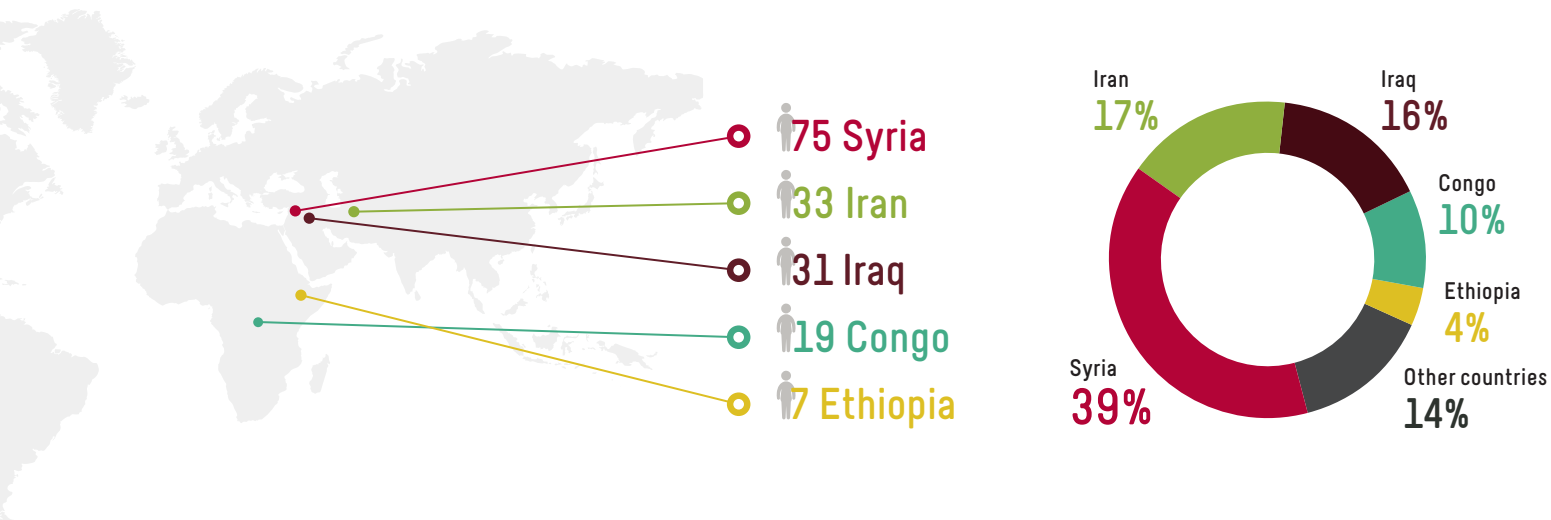 75 Syria
33 Iran
31 Iraq
19 Congo
7 Ethiopia
Iran
17%
Iraq
16%
Congo
10%
Ethiopia
4%
Other countries
14%
Syria
39%